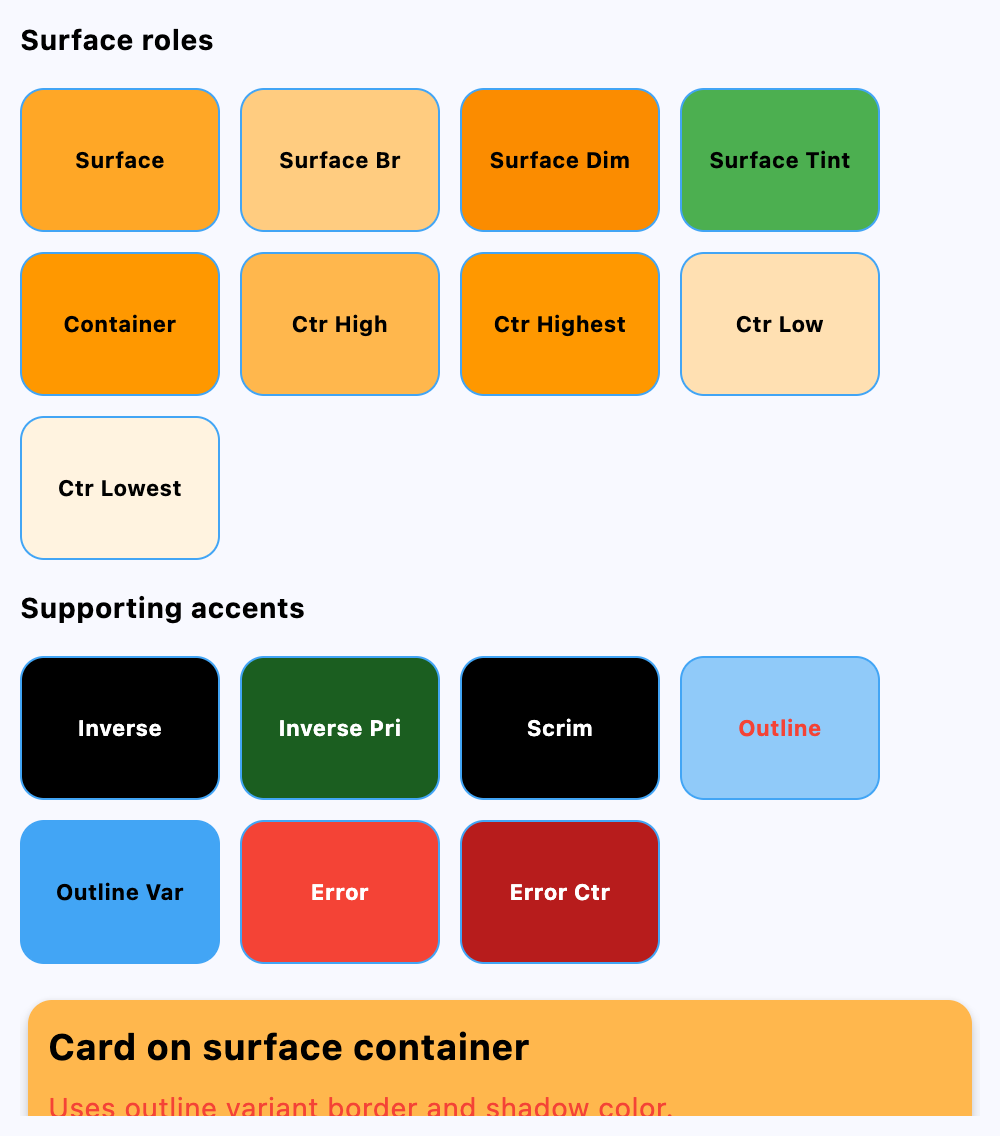 Surface roles
Surface
Surface Br
Surface Dim
Surface Tint
Container
Ctr High
Ctr Highest
Ctr Low
Ctr Lowest
Supporting accents
Inverse
Inverse Pri
Scrim
Outline
Outline Var
Error
Error Ctr
Card on surface container
Uses outline variant border and shadow color.